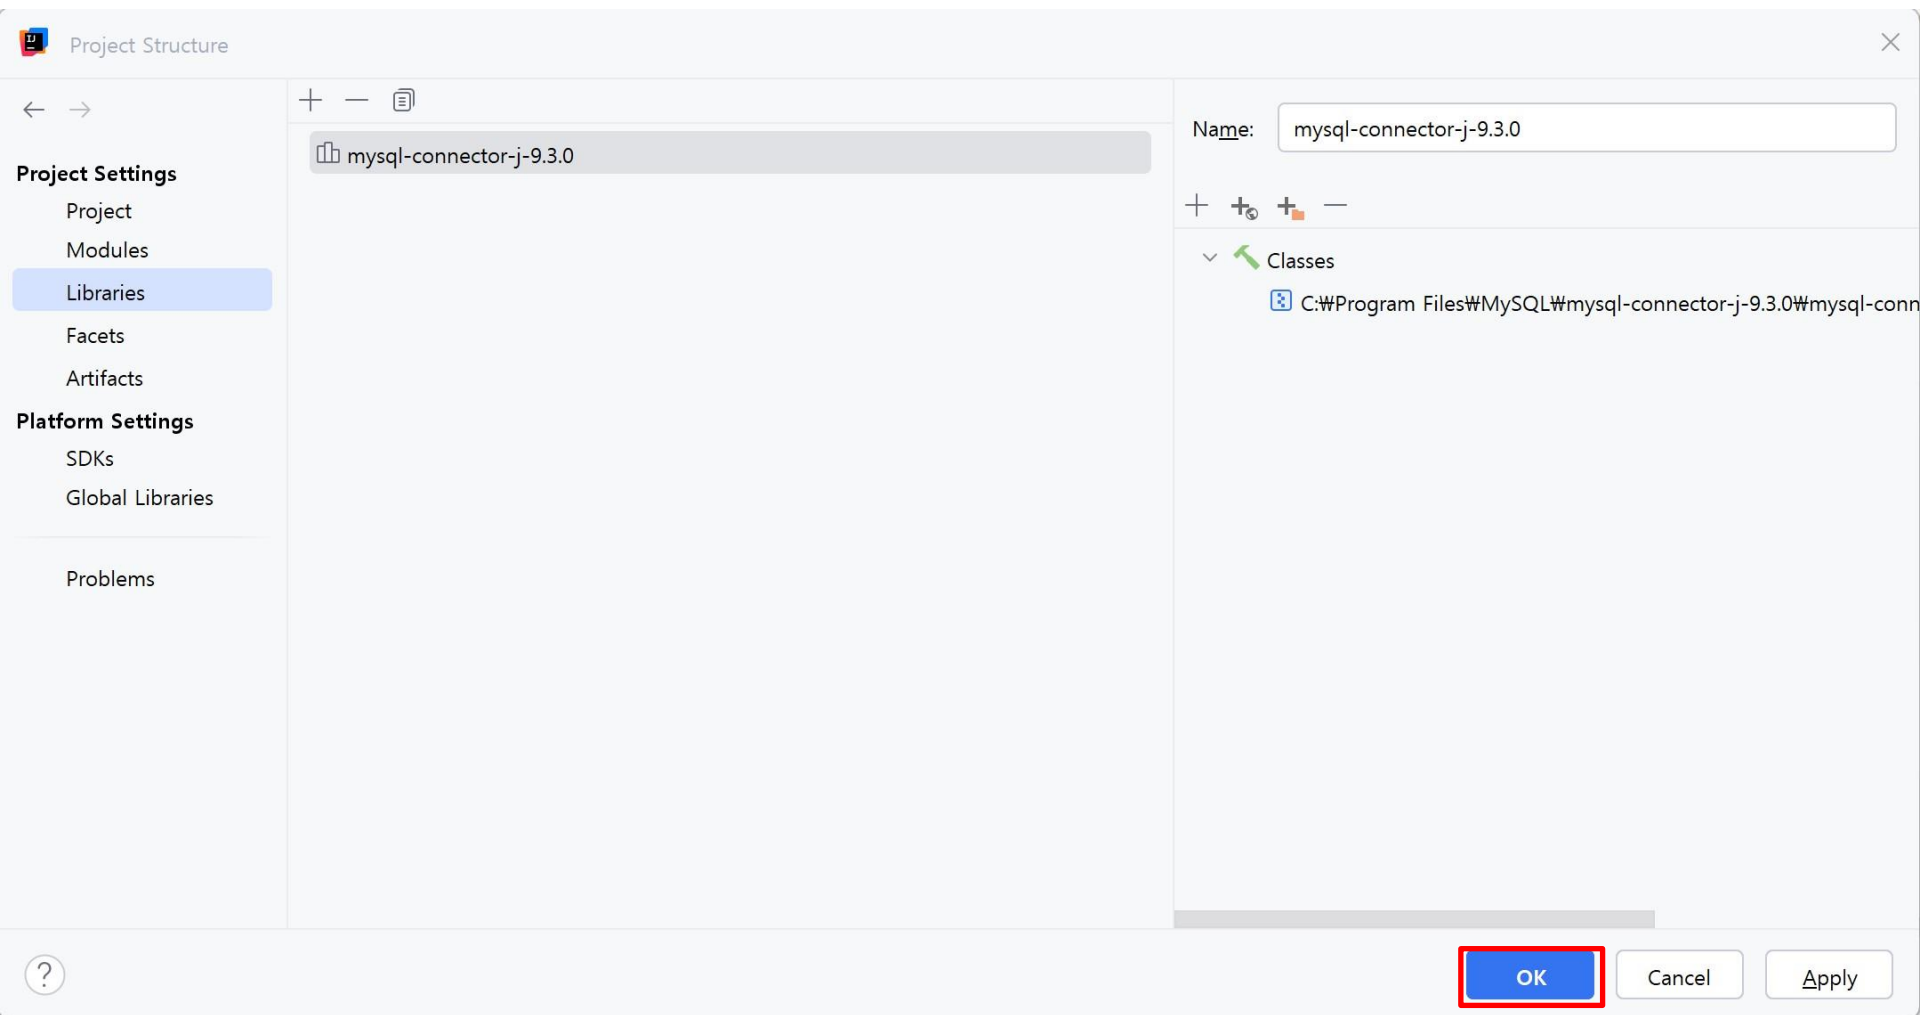 Project Structure
Project Settings
Project
Modules
Libraries
Facets
Artifacts
Platform Settings
SDKs
Global Libraries
Problems
mysql-connector-j-9.3.0
Name: mysql-connector-j-9.3.0
Classes
C:₩Program Files₩MySQL₩mysql-connector-j-9.3.0₩mysql-conn
?
OK
Cancel
Apply